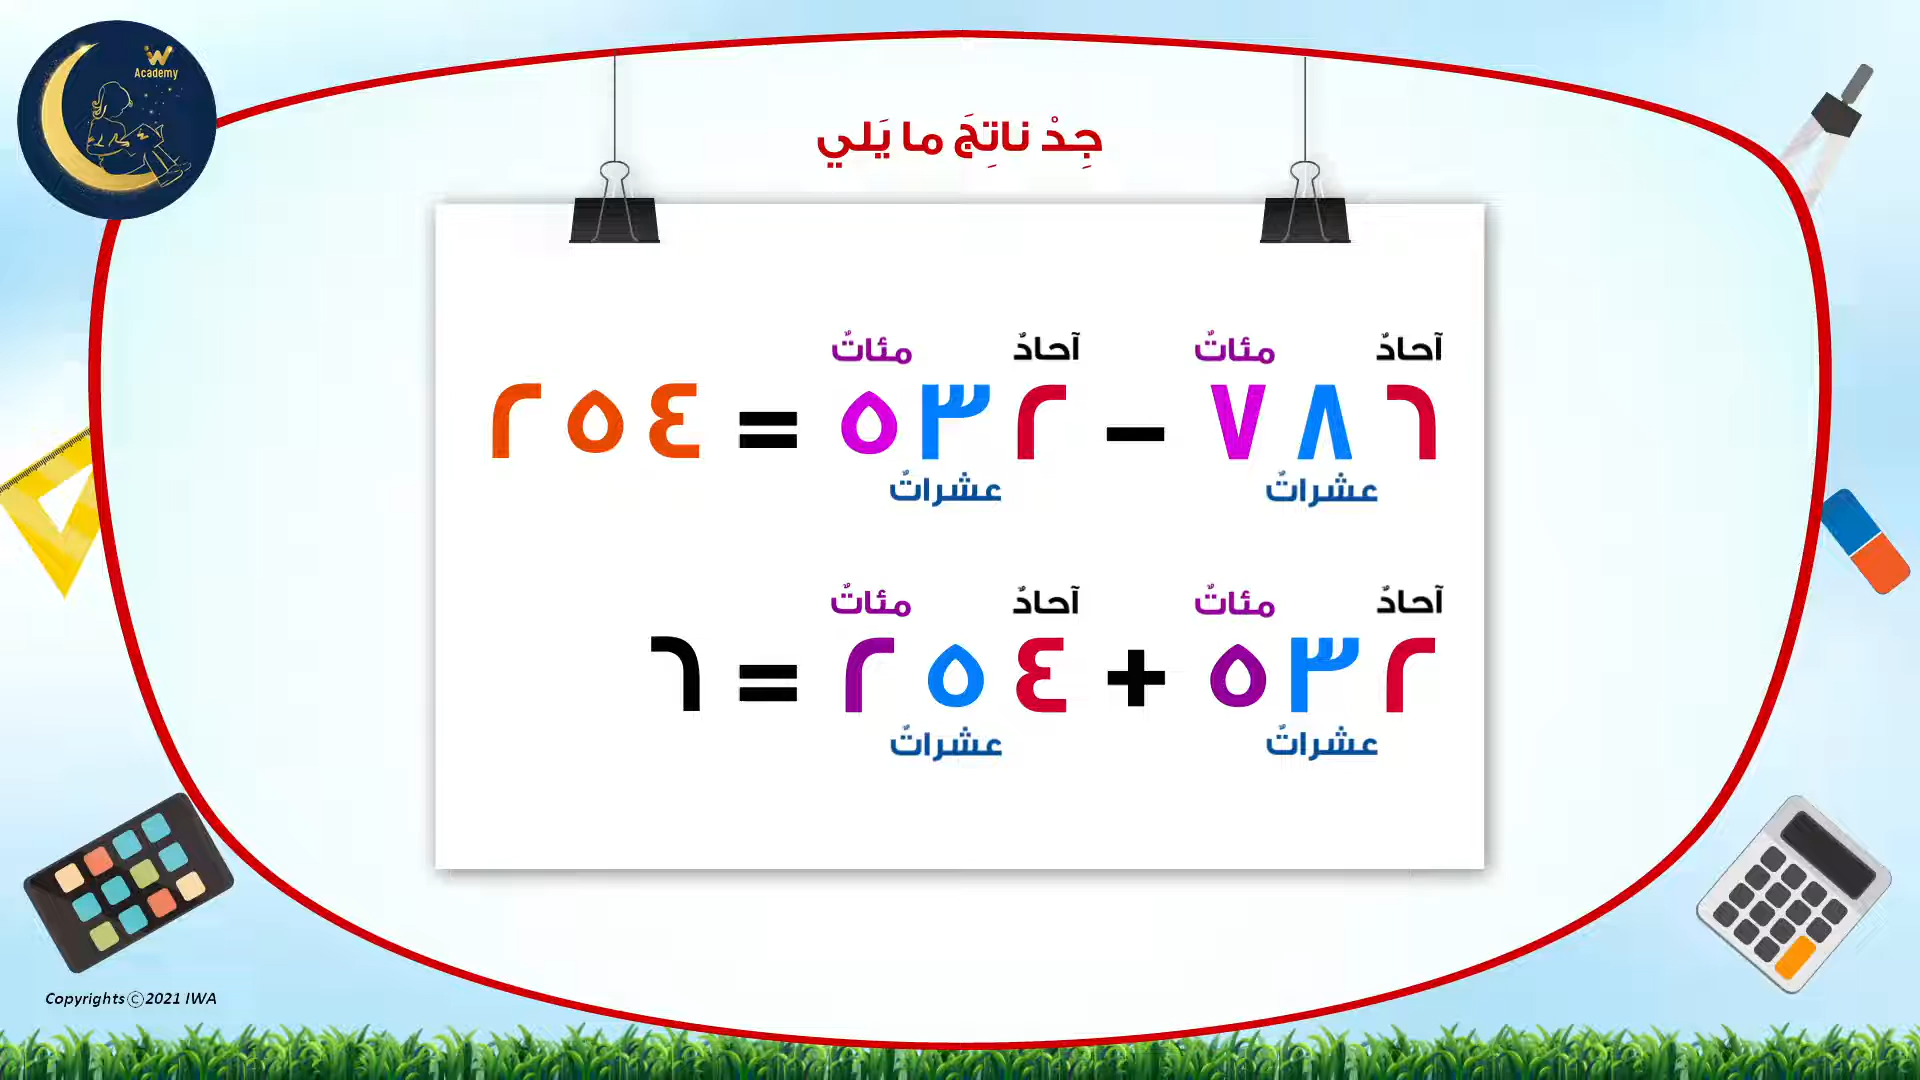 W
Academy
جِدْ ناتِجَ ما يَلي
آحادٌ مئاتٌ آحادٌ مئاتٌ
٧٨٦ – ٥٣٢ = ٢٥٤
عشراتٌ عشراتٌ
آحادٌ مئاتٌ آحادٌ مئاتٌ
٥٣٢ + ٢٥٤ = ٦
عشراتٌ عشراتٌ
Copyrights©2021 IWA